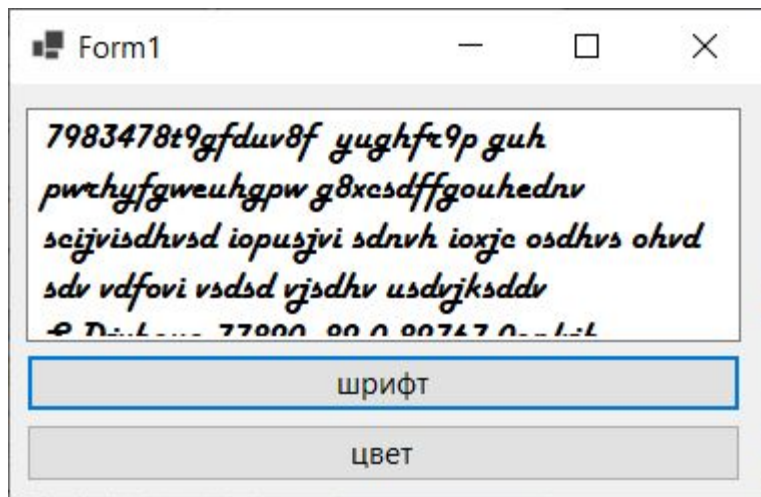 Form1
7983478t9gfduv8f yughfr9p guh
pwrhyfgweuhgpw g8xcsdffgouhednv
scijvisdhvsd iopusjvi sdnvh ioxjc osdhvs ohvd
sdv vdfovi vsdsd vjsdhv usdvjksddv
шрифт
цвет